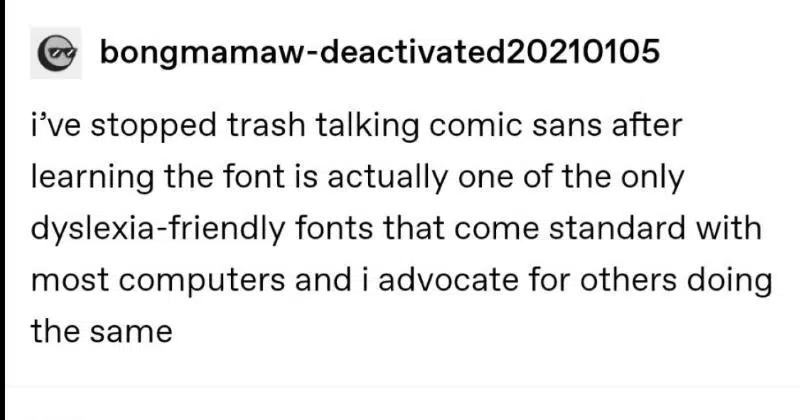 bongmamaw-deactivated20210105
i've stopped trash talking comic sans after
learning the font is actually one of the only
dyslexia-friendly fonts that come standard with
most computers and i advocate for others doing
the same